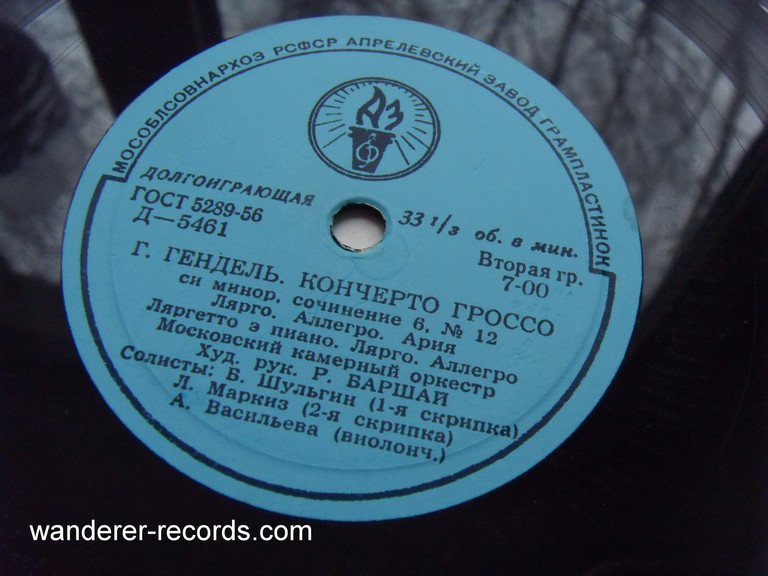 МОСОБЛСОВНАРХОЗ РСФСР АПРЕЛЕВСКИЙ ЗАВОД ГРАМПЛАСТИНОК
АЗ
ДОЛГОИГРАЮЩАЯ
33 1/3 об. в мин.
ГОСТ 5289-56
Вторая гр.
Д—5461
7-00
Г. ГЕНДЕЛЬ. КОНЧЕРТО ГРОССО
си минор, сочинение 6, № 12
Лярго. Аллегро. Ария
Ляргетто э пиано. Лярго. Аллегро
Московский камерный оркестр
Худ. рук. Р. БАРШАЙ
Солисты: Б. Шульгин (1-я скрипка)
Л. Маркиз (2-я скрипка)
А. Васильева (виолонч.)
wanderer-records.com